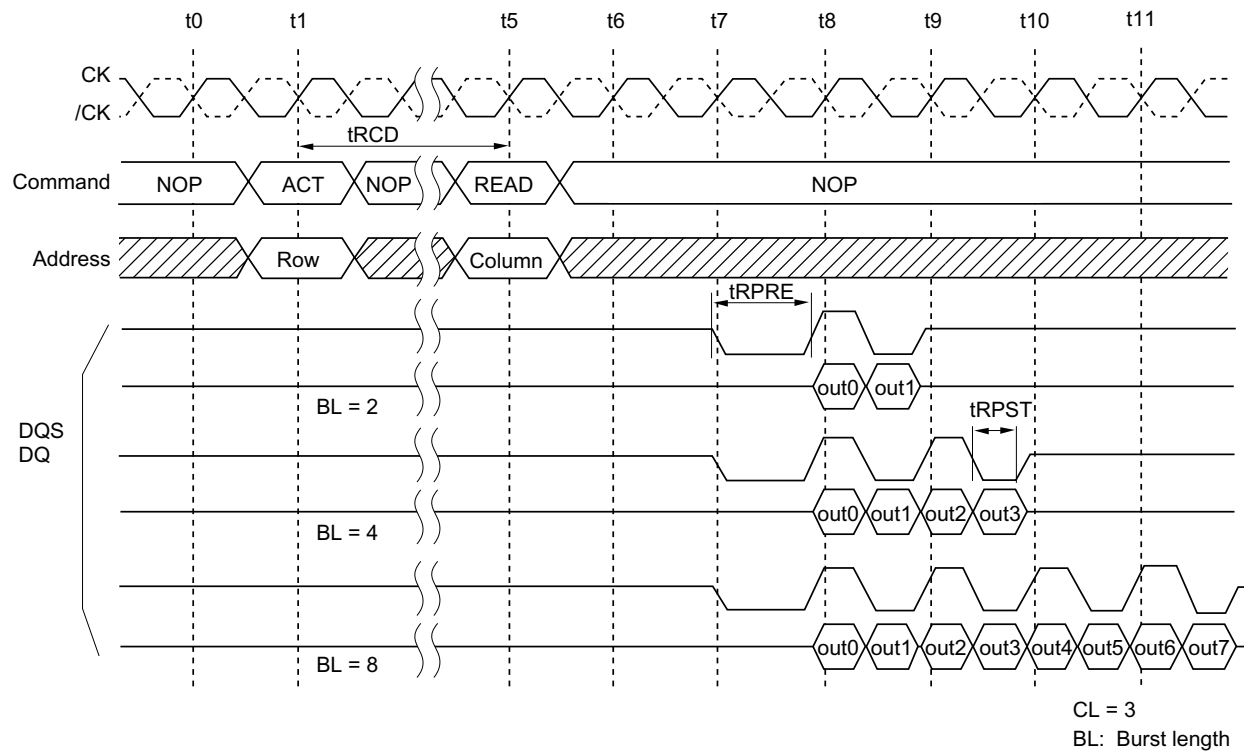 t0 t1 t5 t6 t7 t8 t9 t10 t11
CK
/CK
tRCD
Command NOP ACT NOP READ NOP
Address Row Column
tRPRE
out0 out1
BL = 2
tRPST
DQS
DQ
out0 out1 out2 out3
BL = 4
out0 out1 out2 out3 out4 out5 out6 out7
BL = 8
CL = 3
BL: Burst length